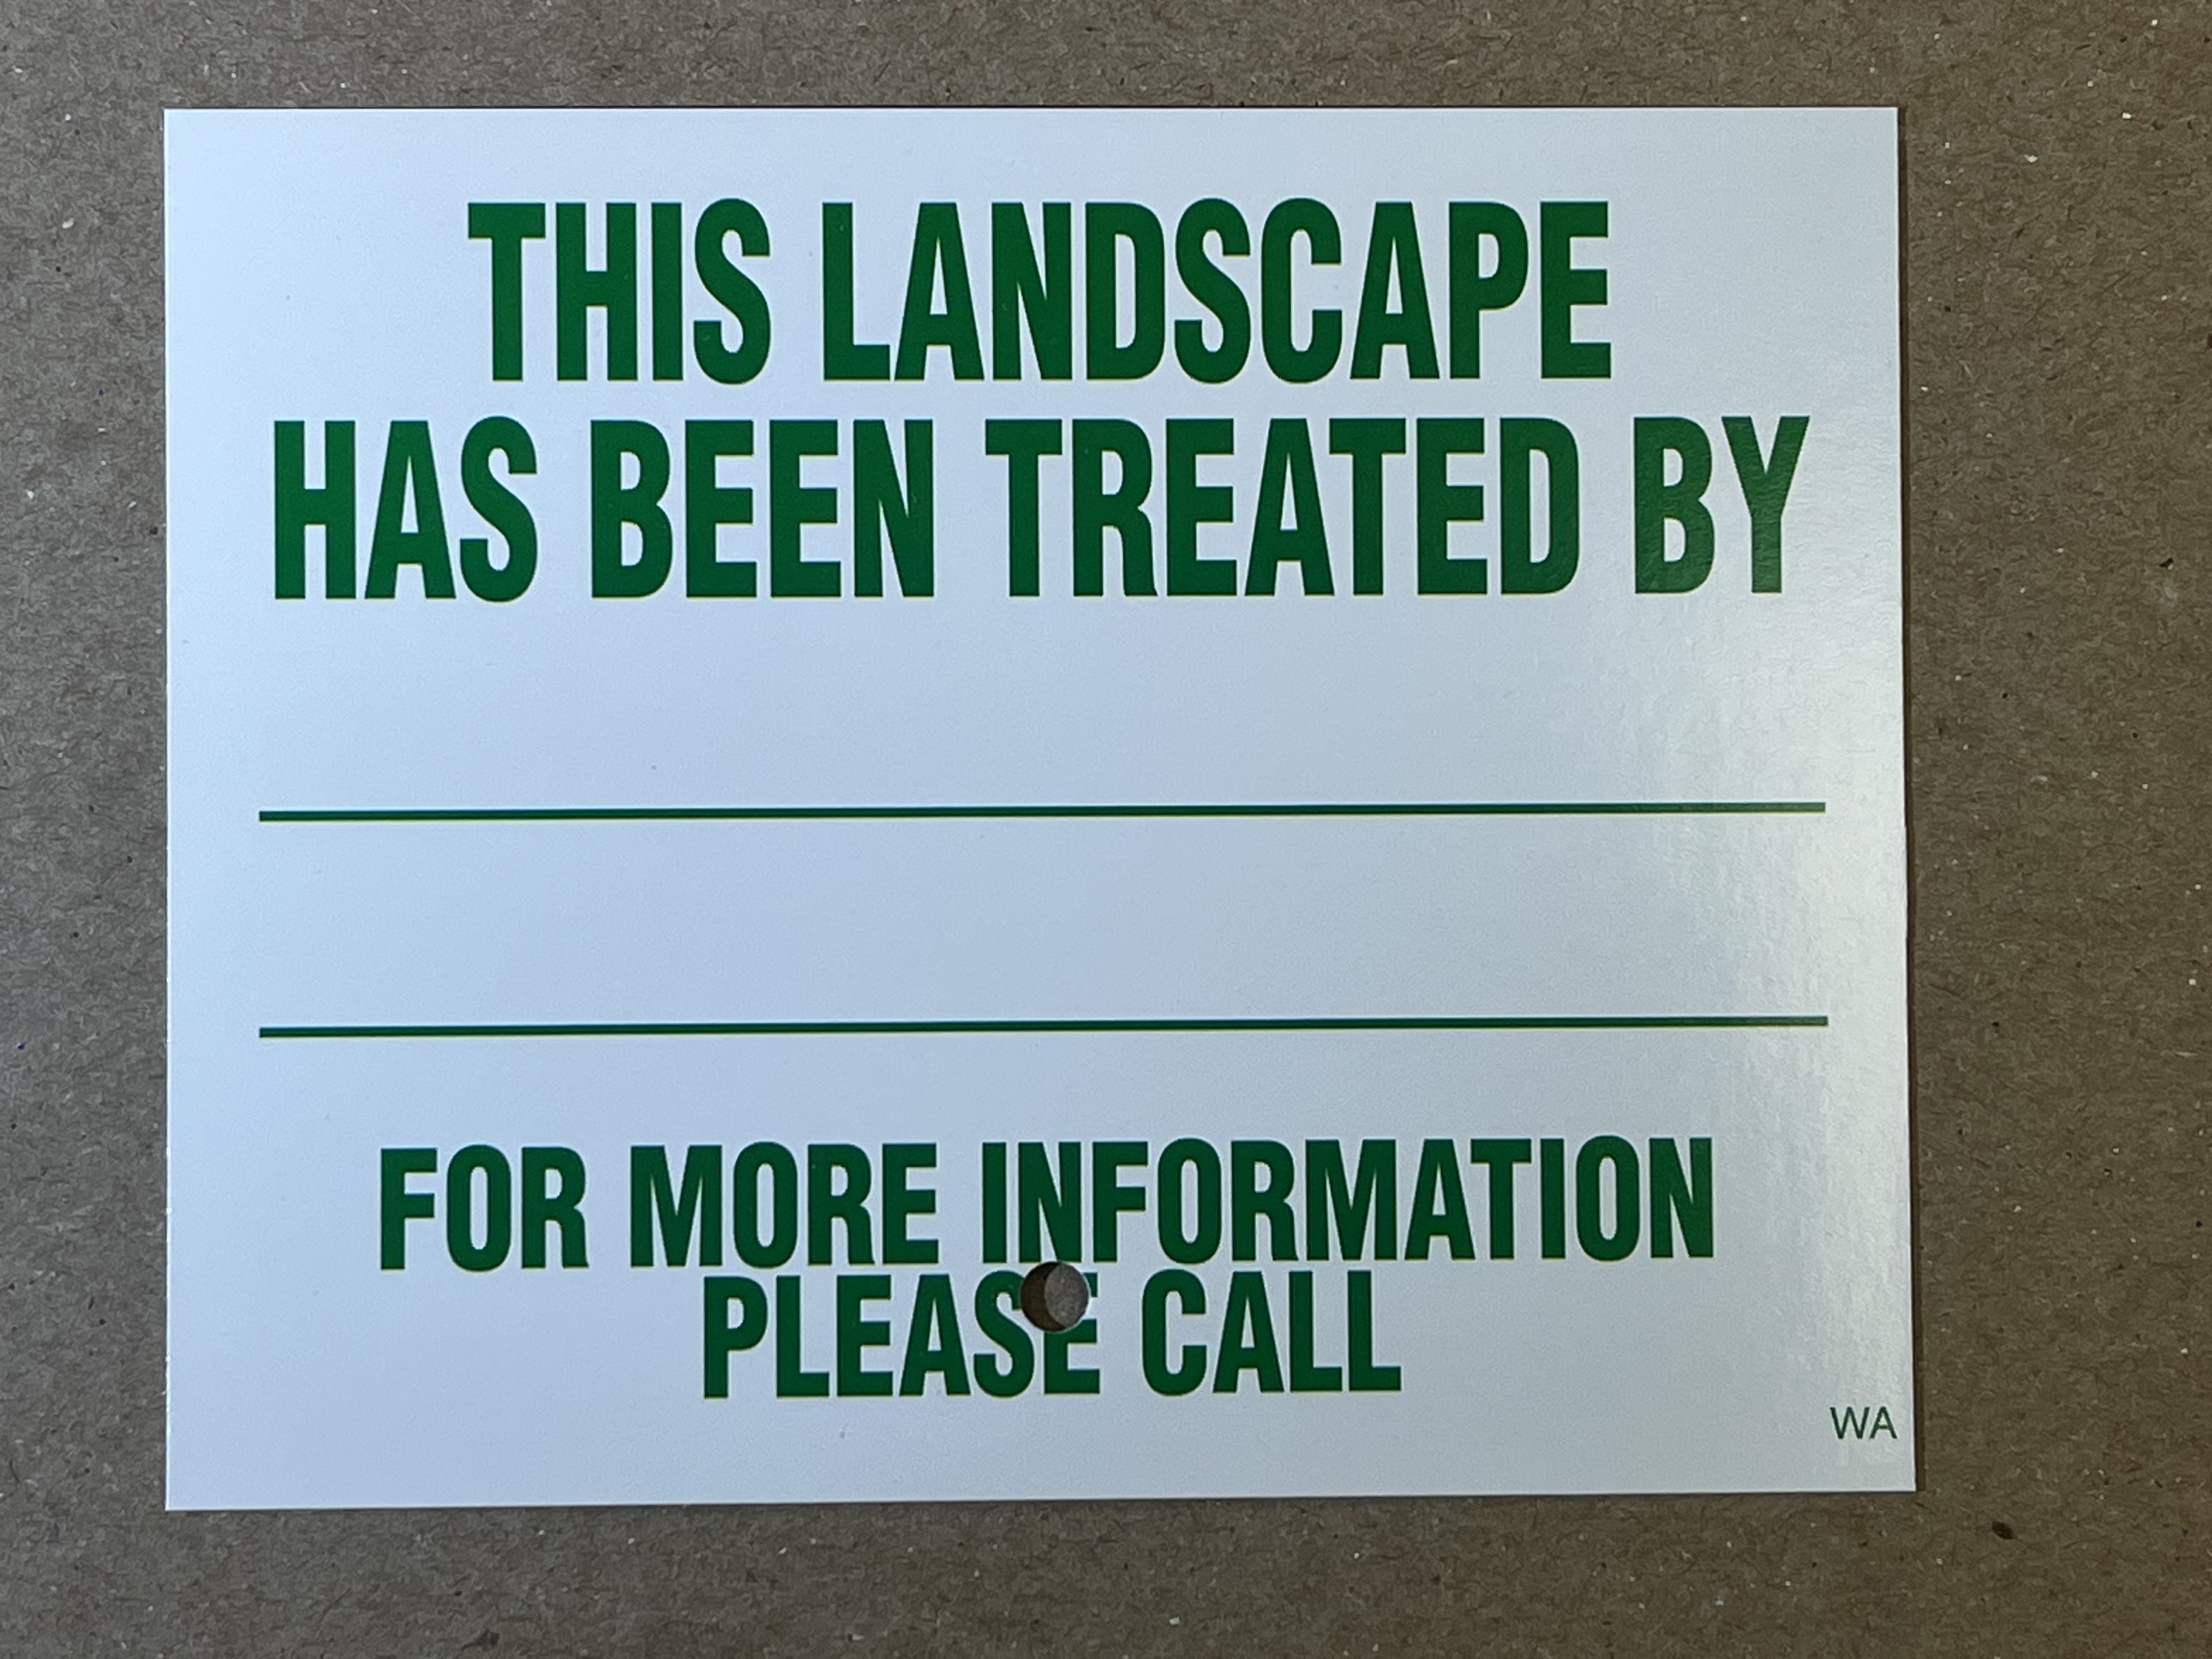 THIS LANDSCAPE
HAS BEEN TREATED BY
FOR MORE INFORMATION
PLEASE CALL
WA